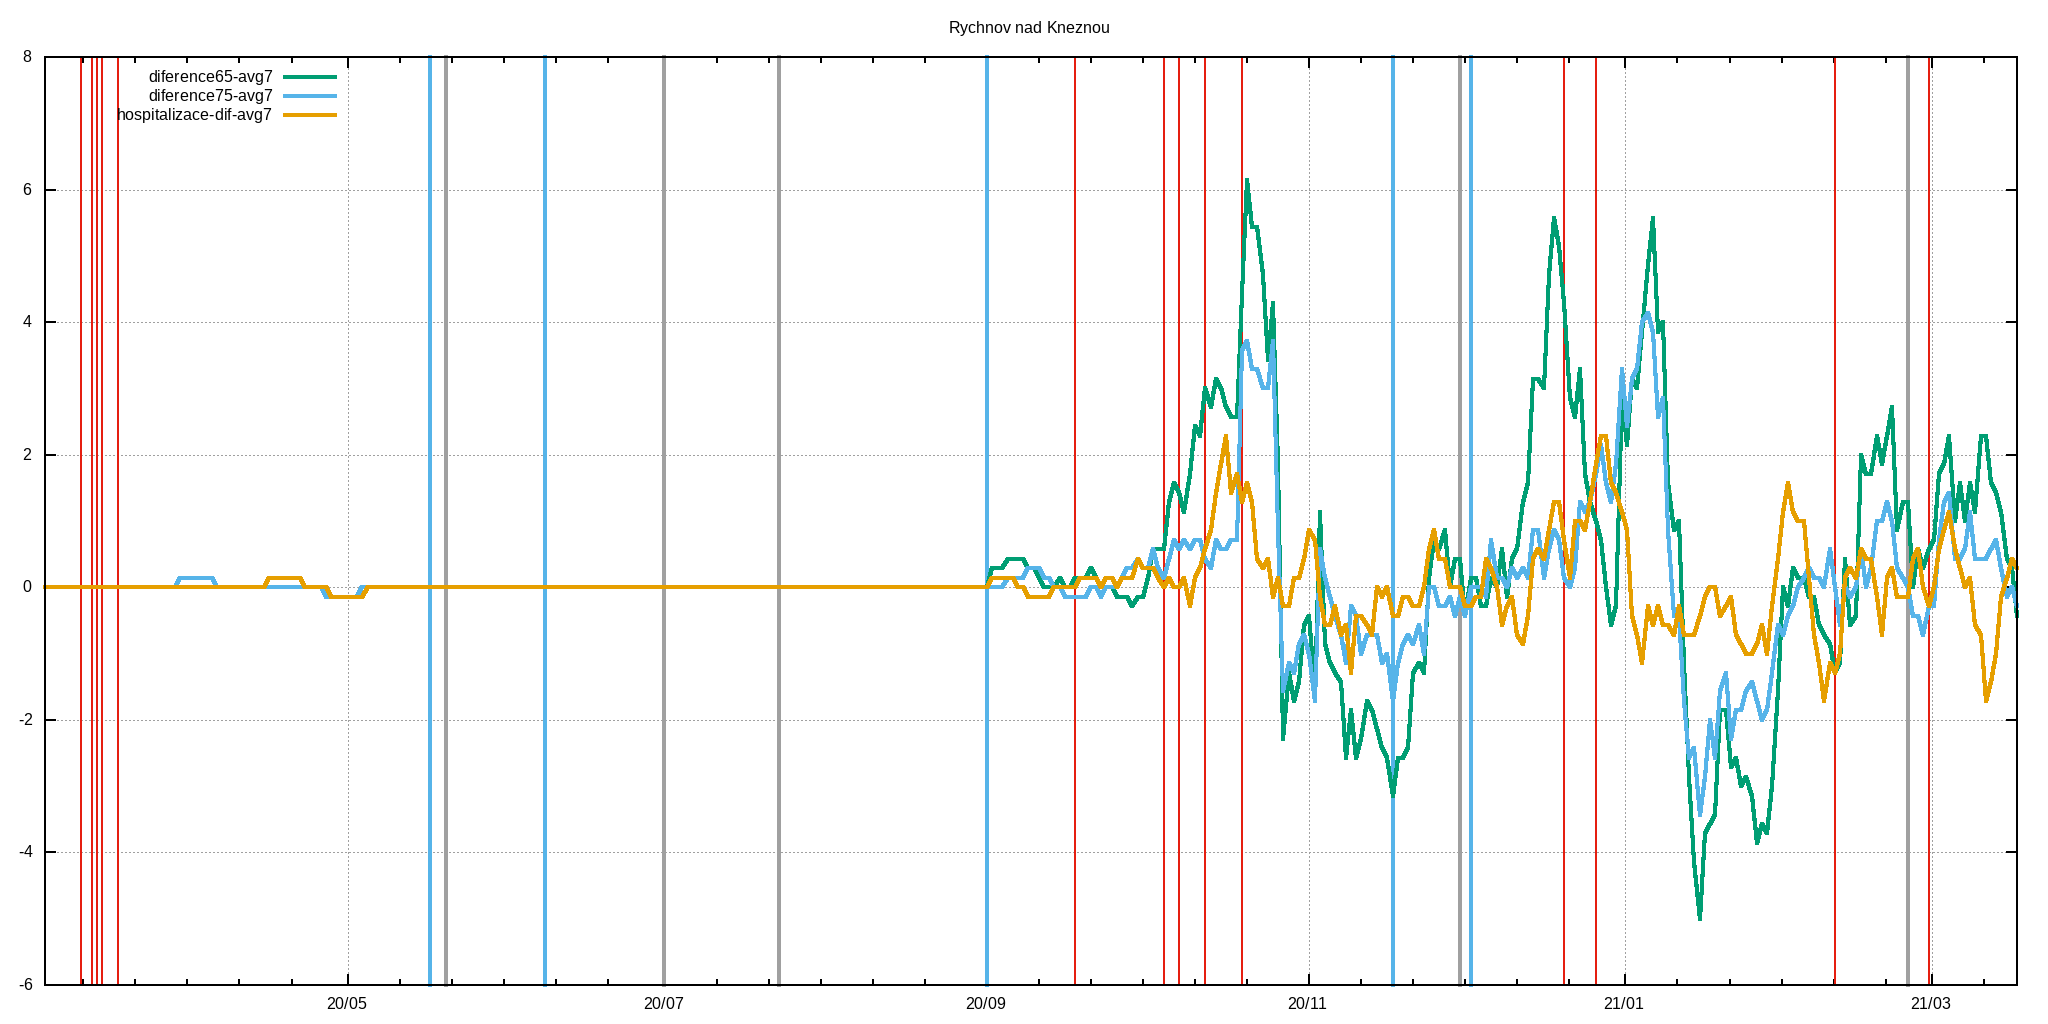 Rychnov nad Kneznou
diference65-avg7
diference75-avg7
hospitalizace-dif-avg7
8
6
4
2
0
-2
-4
-6
20/05 20/07 20/09 20/11 21/01 21/03